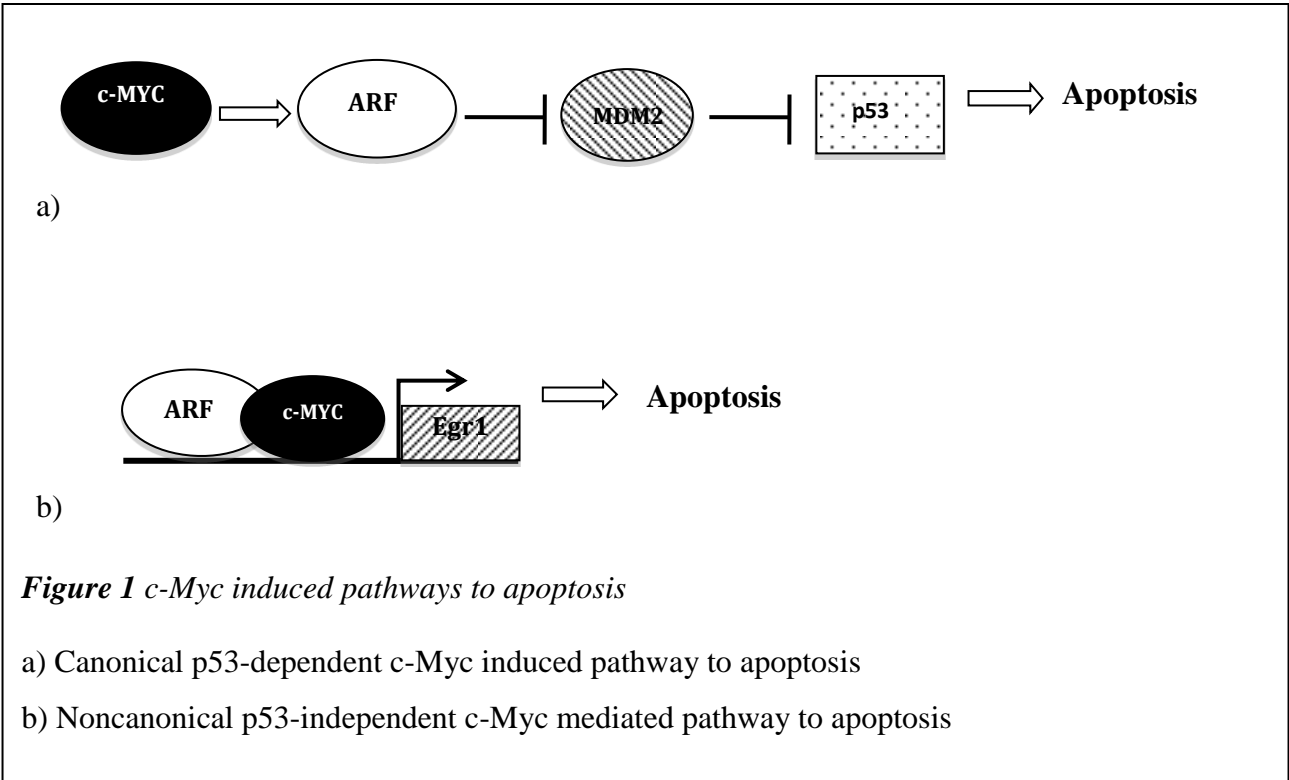 c-MYC ARF MDM2 p53 Apoptosis
a)
ARF c-MYC Egr1 Apoptosis
b)
Figure 1 c-Myc induced pathways to apoptosis
a) Canonical p53-dependent c-Myc induced pathway to apoptosis
b) Noncanonical p53-independent c-Myc mediated pathway to apoptosis